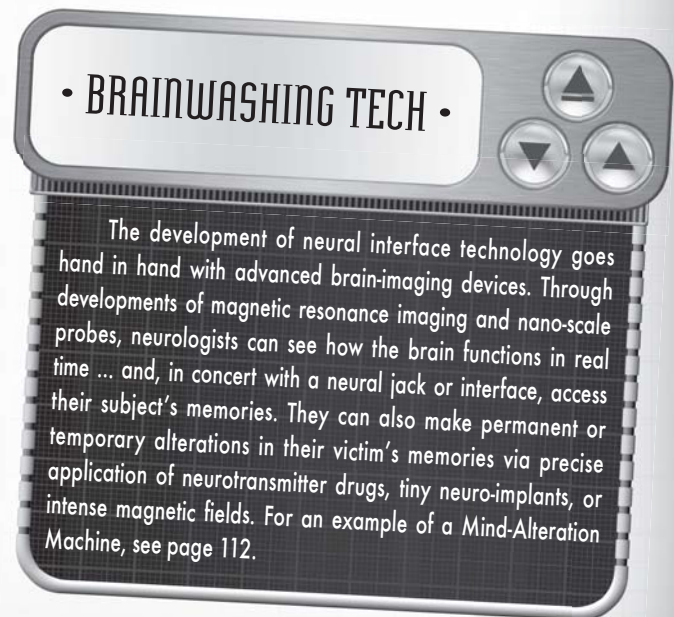 • BRAINWASHING TECH •
The development of neural interface technology goes
hand in hand with advanced brain-imaging devices. Through
developments of magnetic resonance imaging and nano-scale
probes, neurologists can see how the brain functions in real
time ... and, in concert with a neural jack or interface, access
their subject's memories. They can also make permanent or
temporary alterations in their victim's memories via precise
application of neurotransmitter drugs, tiny neuro-implants, or
intense magnetic fields. For an example of a Mind-Alteration
Machine, see page 112.